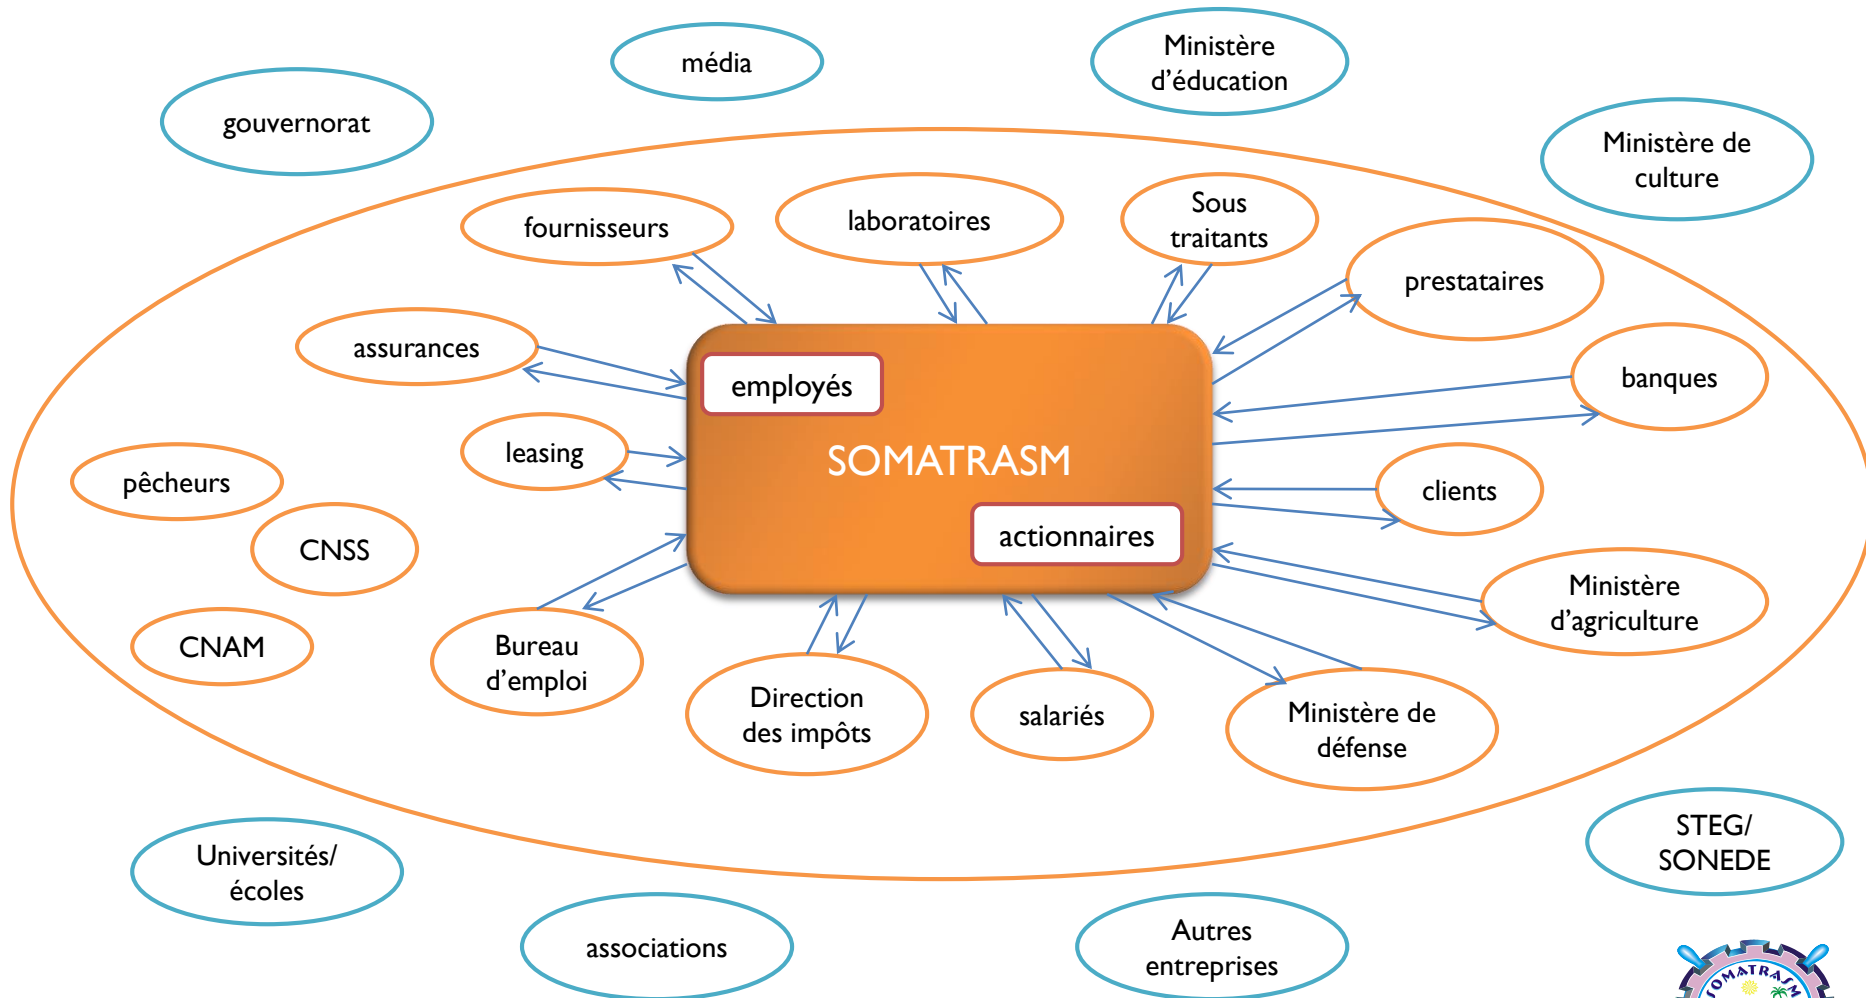 média
Ministère
d'éducation
gouvernorat
Ministère de
culture
fournisseurs
laboratoires
Sous
traitants
prestataires
assurances
employés
banques
leasing
SOMATRASM
pêcheurs
clients
CNSS
actionnaires
Ministère
d'agriculture
CNAM
Bureau
d'emploi
Direction
des impôts
salariés
Ministère de
défense
Universités/
écoles
STEG/
SONEDE
associations
Autres
entreprises
SOMATRASM